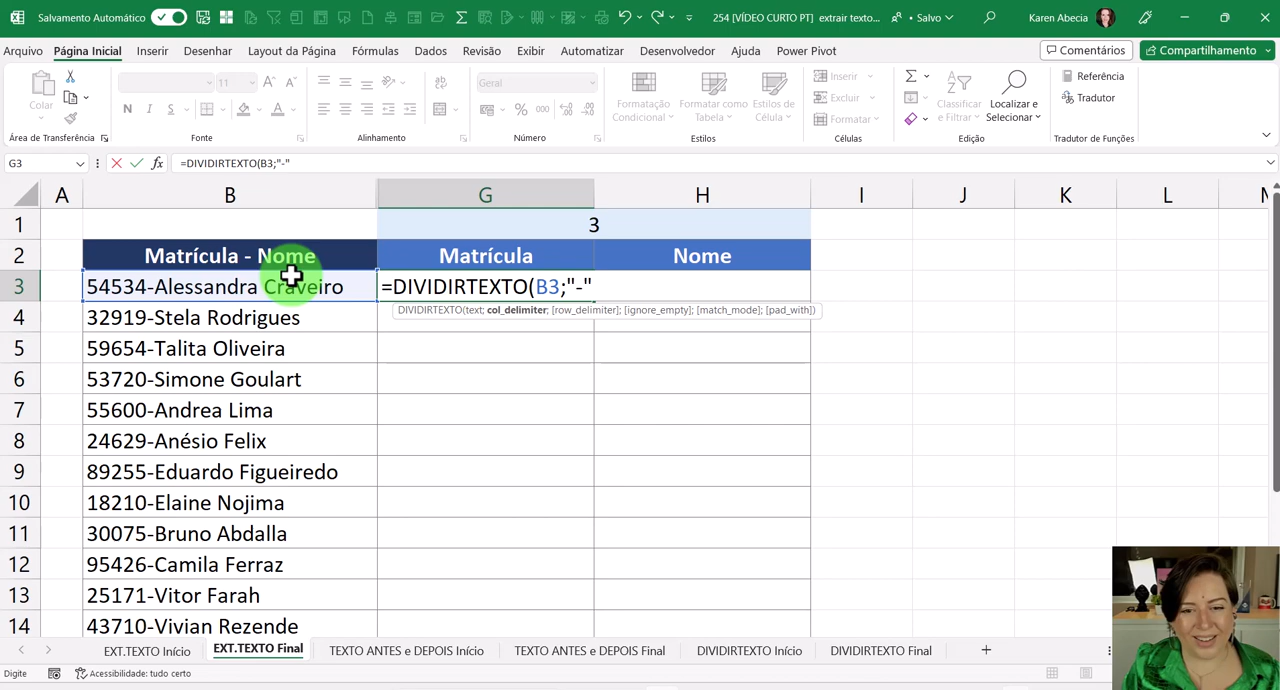 Salvamento Automático
254 [VÍDEO CURTO PT] extrair texto... • Salvo
Karen Abecia
Arquivo Página Inicial Inserir Desenhar Layout da Página Fórmulas Dados Revisão Exibir Automatizar Desenvolvedor Ajuda Power Pivot
Comentários Compartilhamento
Colar
11
Geral
Formatação Condicional
Formatar como Tabela
Estilos de Célula
Inserir
Excluir
Formatar
Classificar e Filtrar
Localizar e Selecionar
Referência
Tradutor
Área de Transferência Fonte Alinhamento Número Estilos Células Edição Tradutor de Funções
G3 fx =DIVIDIRTEXTO(B3;"-"
A B G H I J K L M
1 3
2 Matrícula - Nome Matrícula Nome
3 54534-Alessandra Craveiro =DIVIDIRTEXTO(B3;"-"
DIVIDIRTEXTO(text; col_delimiter; [row_delimiter]; [ignore_empty]; [match_mode]; [pad_with])
4 32919-Stela Rodrigues
5 59654-Talita Oliveira
6 53720-Simone Goulart
7 55600-Andrea Lima
8 24629-Anésio Felix
9 89255-Eduardo Figueiredo
10 18210-Elaine Nojima
11 30075-Bruno Abdalla
12 95426-Camila Ferraz
13 25171-Vitor Farah
14 43710-Vivian Rezende
EXT.TEXTO Início EXT.TEXTO Final TEXTO ANTES e DEPOIS Início TEXTO ANTES e DEPOIS Final DIVIDIRTEXTO Início DIVIDIRTEXTO Final
Digite Acessibilidade: tudo certo